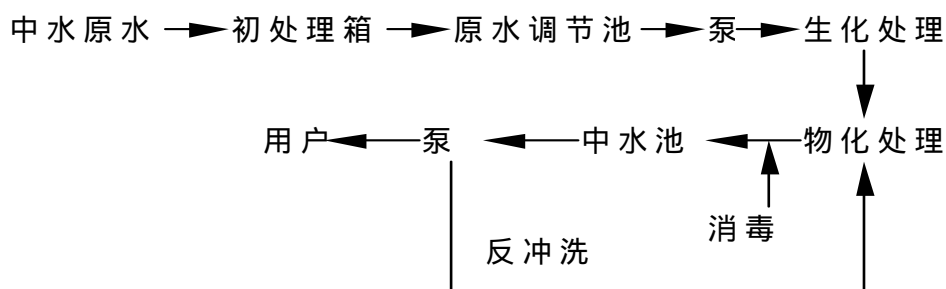 中水原水 初处理箱 原水调节池 泵 生化处理
用户 泵 中水池 物化处理
消毒
反冲洗